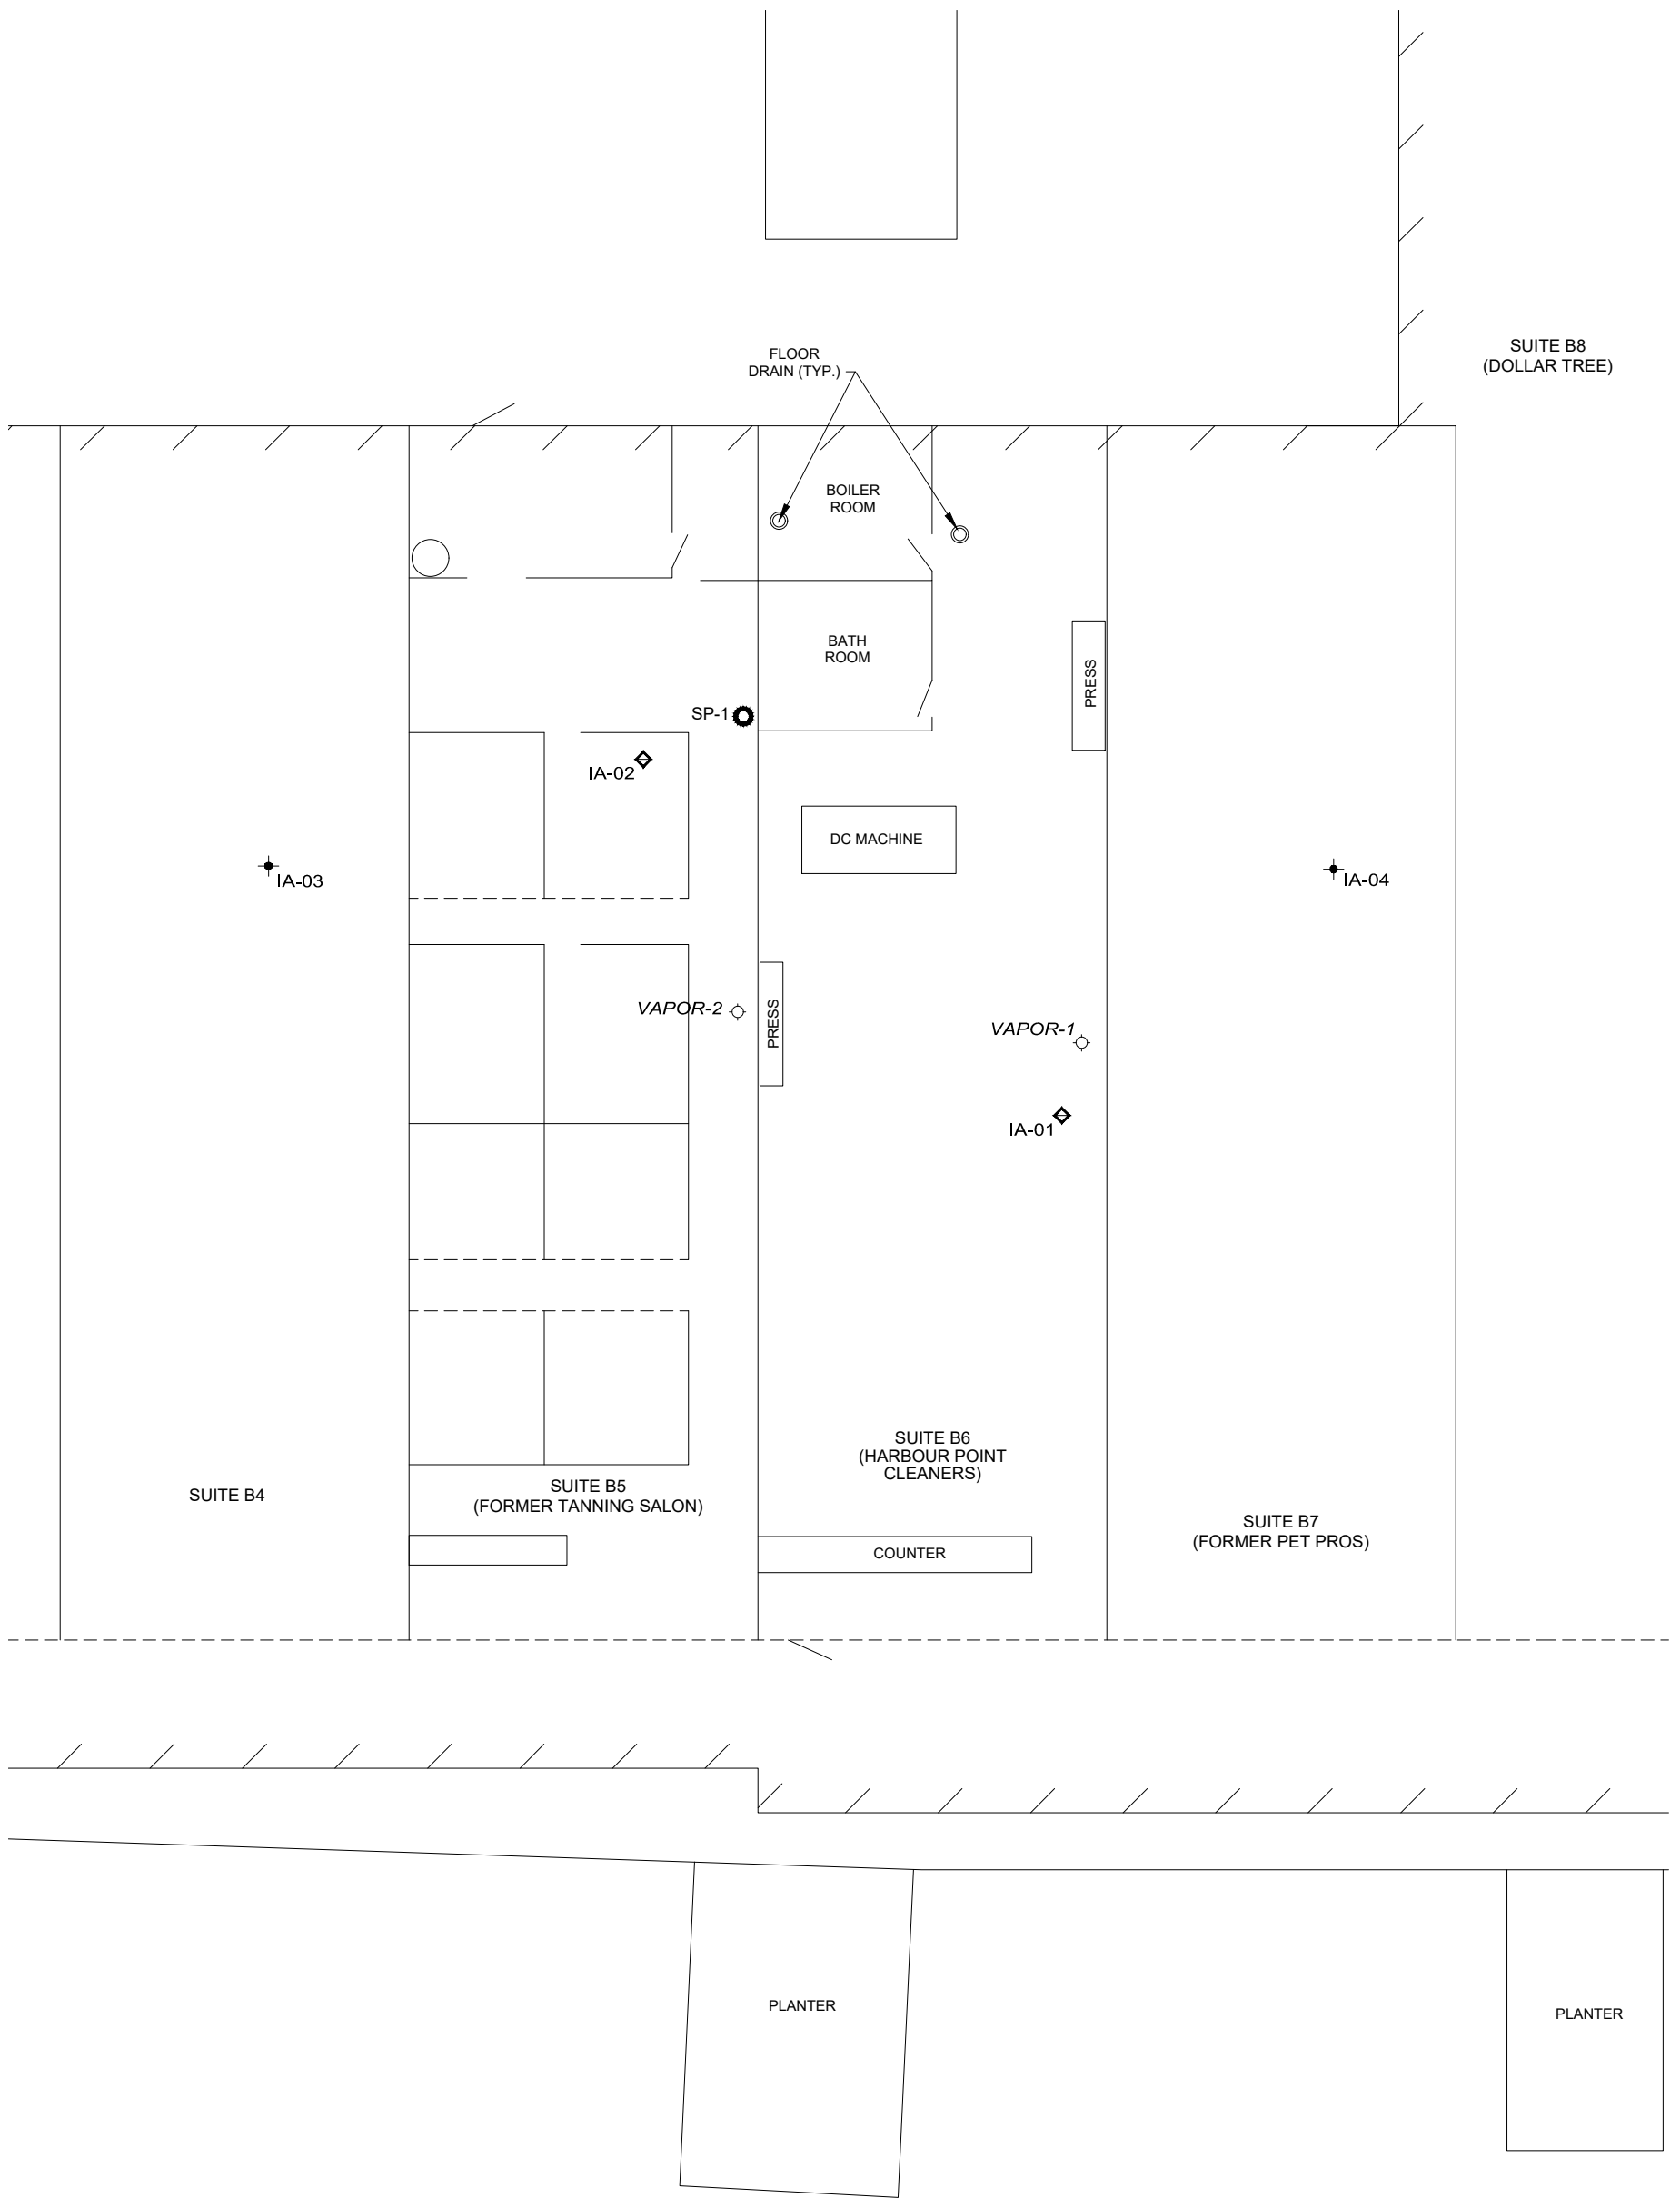 SUITE B8
(DOLLAR TREE)
FLOOR
DRAIN (TYP.)
BOILER
ROOM
BATH
ROOM
PRESS
SP-1
IA-02
DC MACHINE
IA-03
IA-04
VAPOR-2
PRESS
VAPOR-1
IA-01
SUITE B4
SUITE B5
(FORMER TANNING SALON)
SUITE B6
(HARBOUR POINT
CLEANERS)
SUITE B7
(FORMER PET PROS)
COUNTER
PLANTER
PLANTER